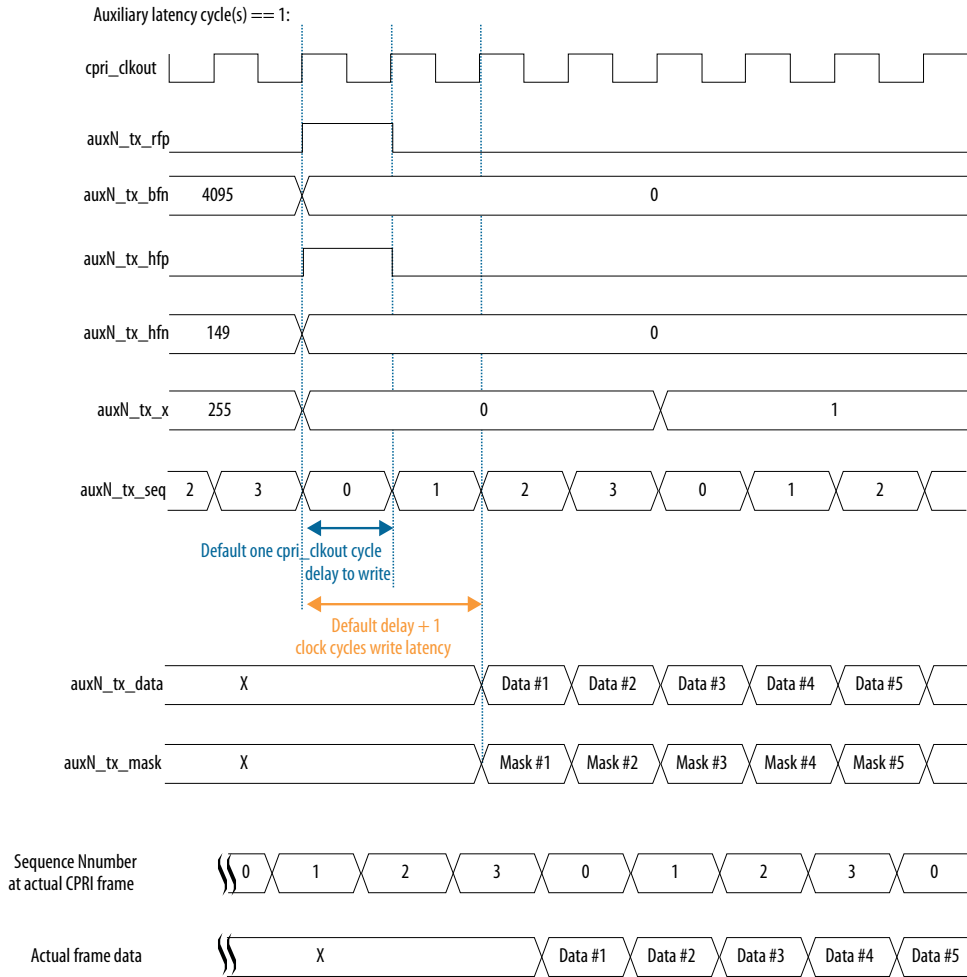 Auxiliary latency cycle(s) == 1:
cpri_clkout
auxN_tx_rfp
auxN_tx_bfn 4095 0
auxN_tx_hfp
auxN_tx_hfn 149 0
auxN_tx_x 255 0 1
auxN_tx_seq 2 3 0 1 2 3 0 1 2
Default one cpri_clkout cycle
delay to write
Default delay + 1
clock cycles write latency
auxN_tx_data X Data #1 Data #2 Data #3 Data #4 Data #5
auxN_tx_mask X Mask #1 Mask #2 Mask #3 Mask #4 Mask #5
Sequence Nnumber
at actual CPRI frame 0 1 2 3 0 1 2 3 0
Actual frame data X Data #1 Data #2 Data #3 Data #4 Data #5